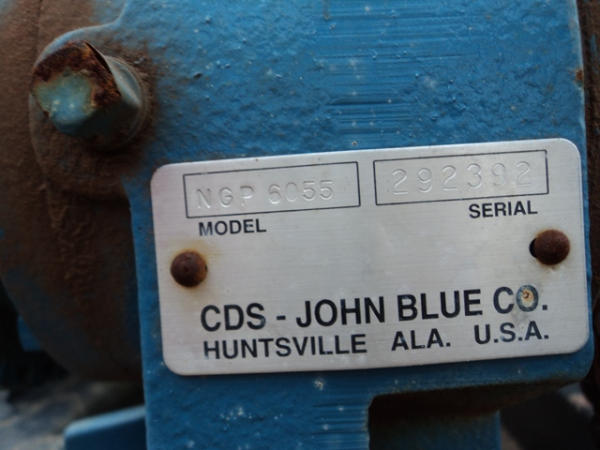 NGP 6055 292392
MODEL SERIAL
CDS - JOHN BLUE CO.
HUNTSVILLE ALA. U.S.A.